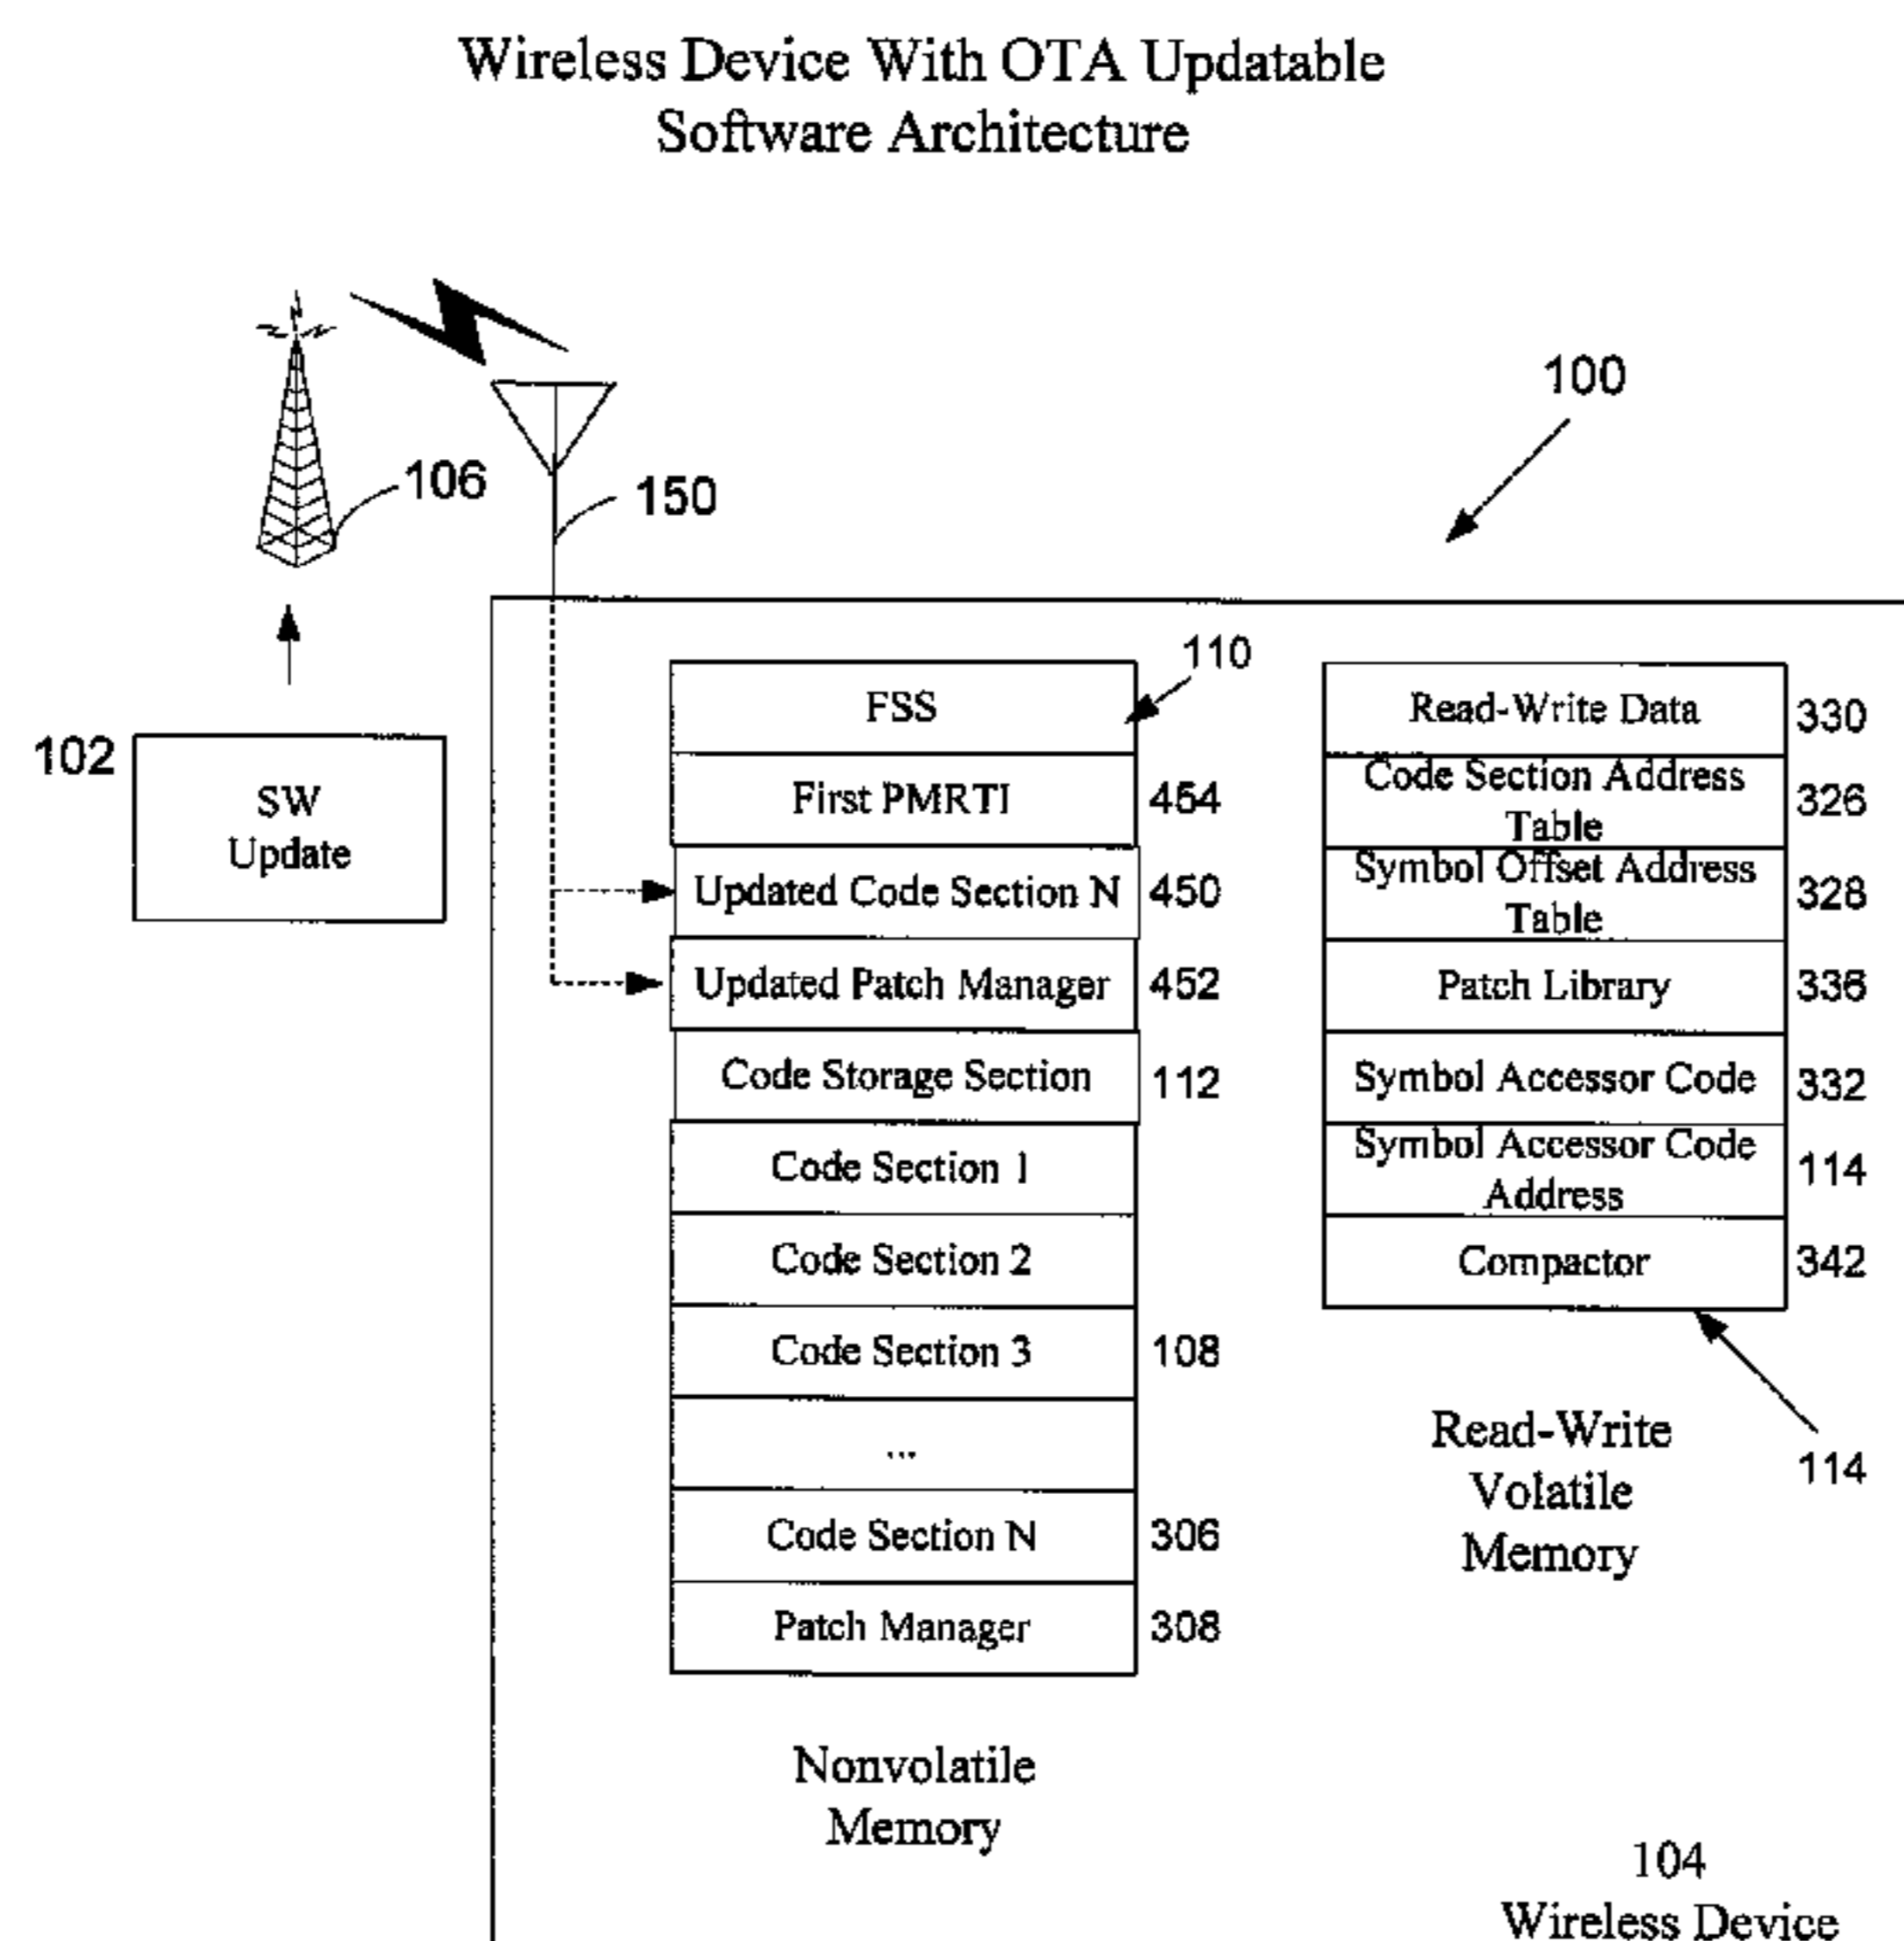 Wireless Device With OTA Updatable
Software Architecture
100
106
150
102
SW
Update
110
FSS
First PMRTI 454
Updated Code Section N 450
Updated Patch Manager 452
Code Storage Section 112
Code Section 1
Code Section 2
Code Section 3 108
...
Code Section N 306
Patch Manager 308
Nonvolatile
Memory
Read-Write Data 330
Code Section Address
Table 326
Symbol Offset Address
Table 328
Patch Library 336
Symbol Accessor Code 332
Symbol Accessor Code
Address 114
Compactor 342
114
Read-Write
Volatile
Memory
104
Wireless Device